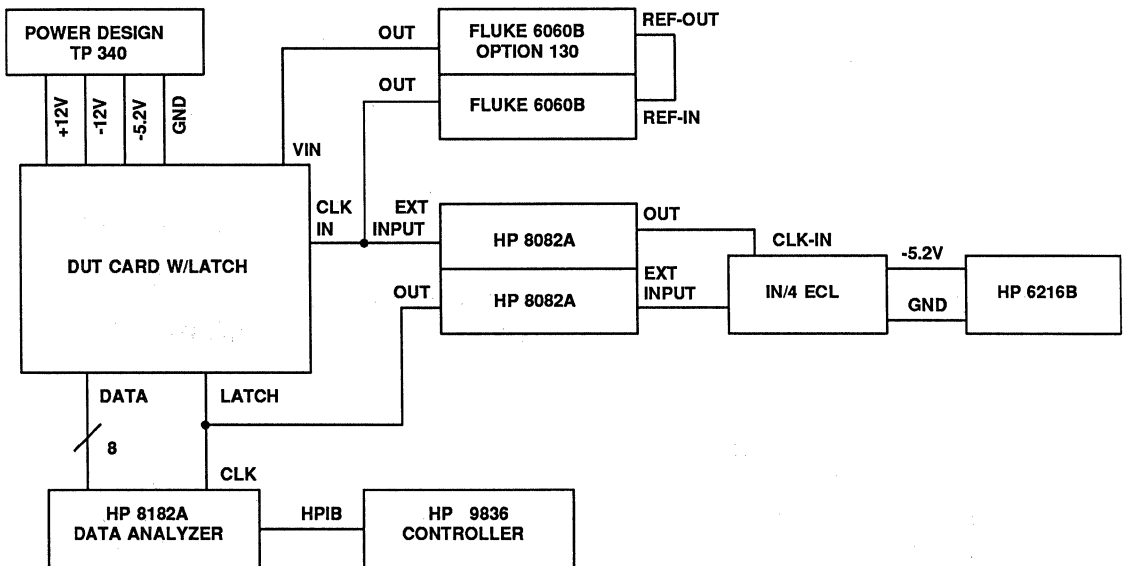 POWER DESIGN
TP 340
+12V
-12V
-5.2V
GND
OUT
FLUKE 6060B
OPTION 130
REF-OUT
OUT
FLUKE 6060B
REF-IN
VIN
CLK
IN
EXT
INPUT
HP 8082A
OUT
CLK-IN
DUT CARD W/LATCH
OUT
HP 8082A
EXT
INPUT
IN/4 ECL
-5.2V
GND
HP 6216B
DATA
LATCH
8
CLK
HP 8182A
DATA ANALYZER
HPIB
HP 9836
CONTROLLER